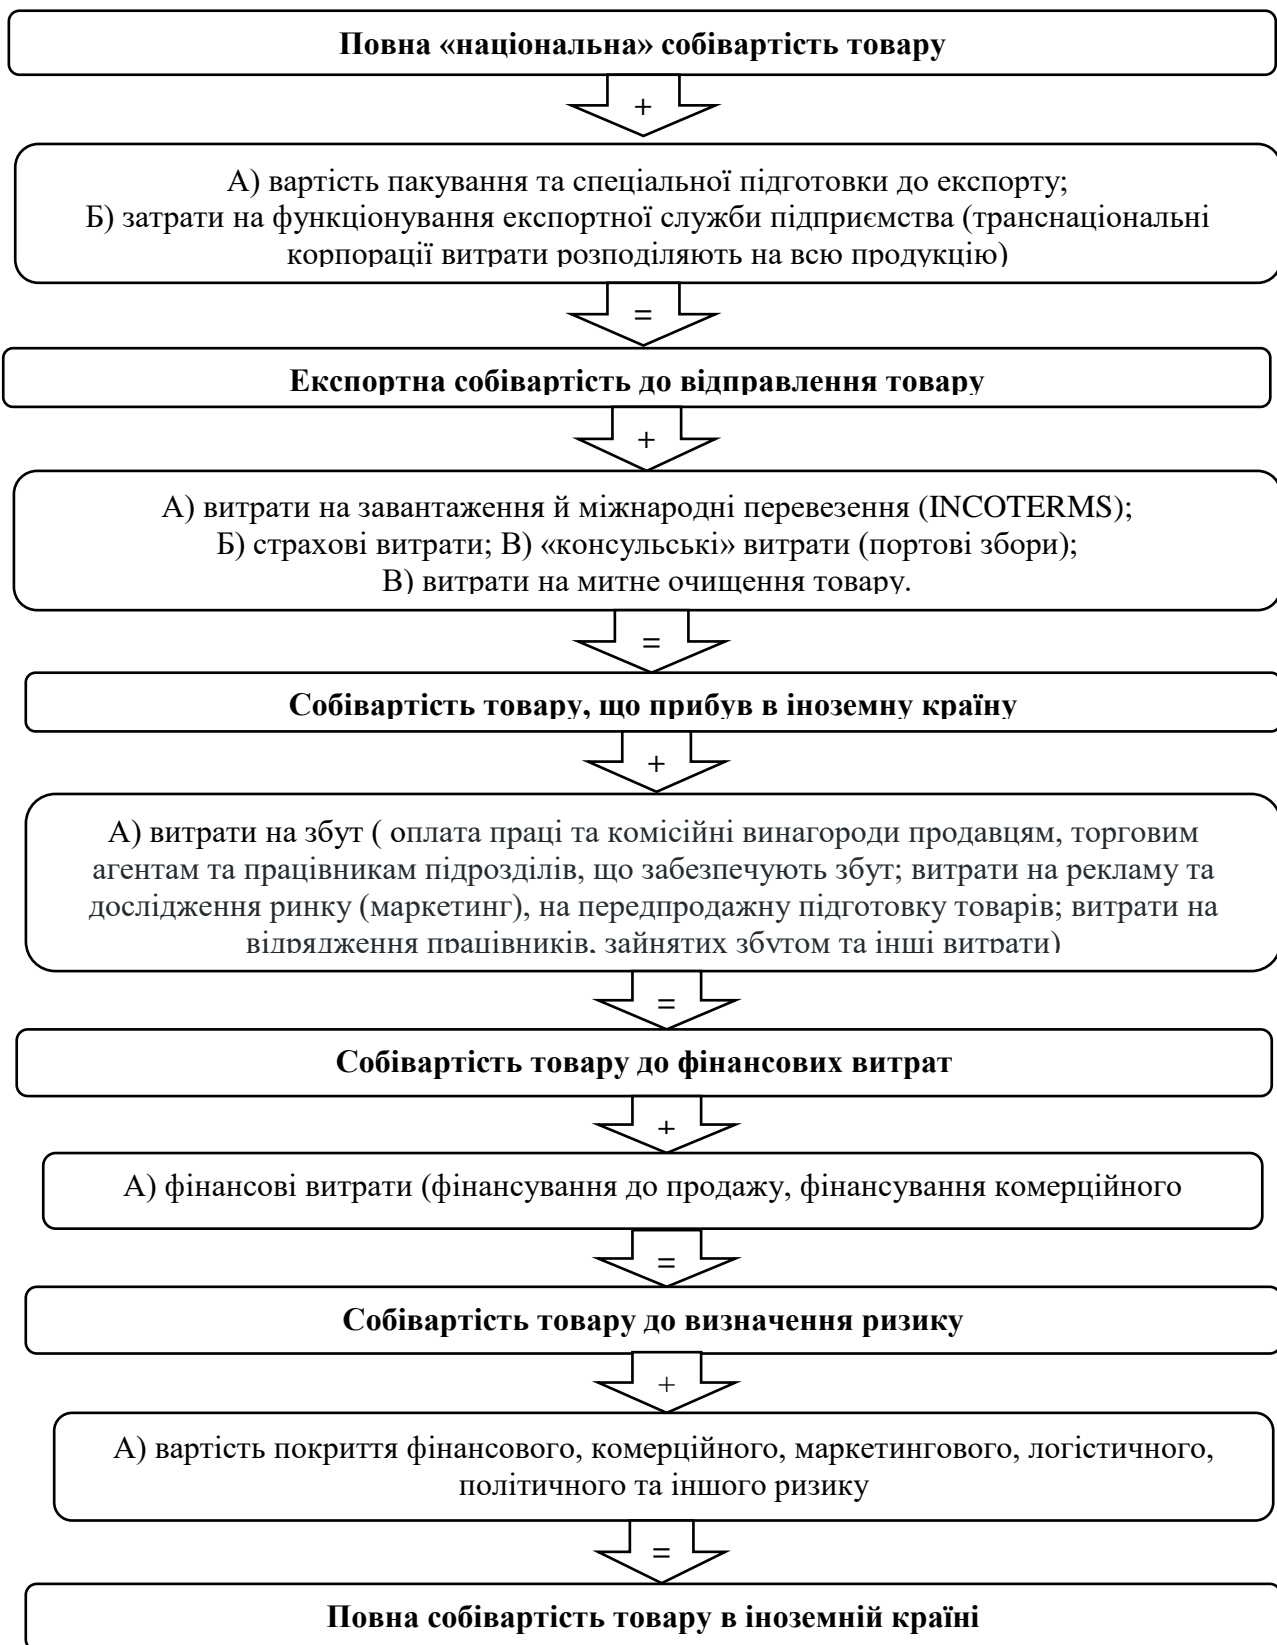 Повна «національна» собівартість товару
+
А) вартість пакування та спеціальної підготовки до експорту;
Б) затрати на функціонування експортної служби підприємства (транснаціональні
корпорації витрати розподіляють на всю продукцію)
=
Експортна собівартість до відправлення товару
+
А) витрати на завантаження й міжнародні перевезення (INCOTERMS);
Б) страхові витрати; В) «консульські» витрати (портові збори);
В) витрати на митне очищення товару.
=
Собівартість товару, що прибув в іноземну країну
+
А) витрати на збут ( оплата праці та комісійні винагороди продавцям, торговим
агентам та працівникам підрозділів, що забезпечують збут; витрати на рекламу та
дослідження ринку (маркетинг), на передпродажну підготовку товарів; витрати на
відрядження працівників, зайнятих збутом та інші витрати)
=
Собівартість товару до фінансових витрат
+
А) фінансові витрати (фінансування до продажу, фінансування комерційного
=
Собівартість товару до визначення ризику
+
А) вартість покриття фінансового, комерційного, маркетингового, логістичного,
політичного та іншого ризику
=
Повна собівартість товару в іноземній країні